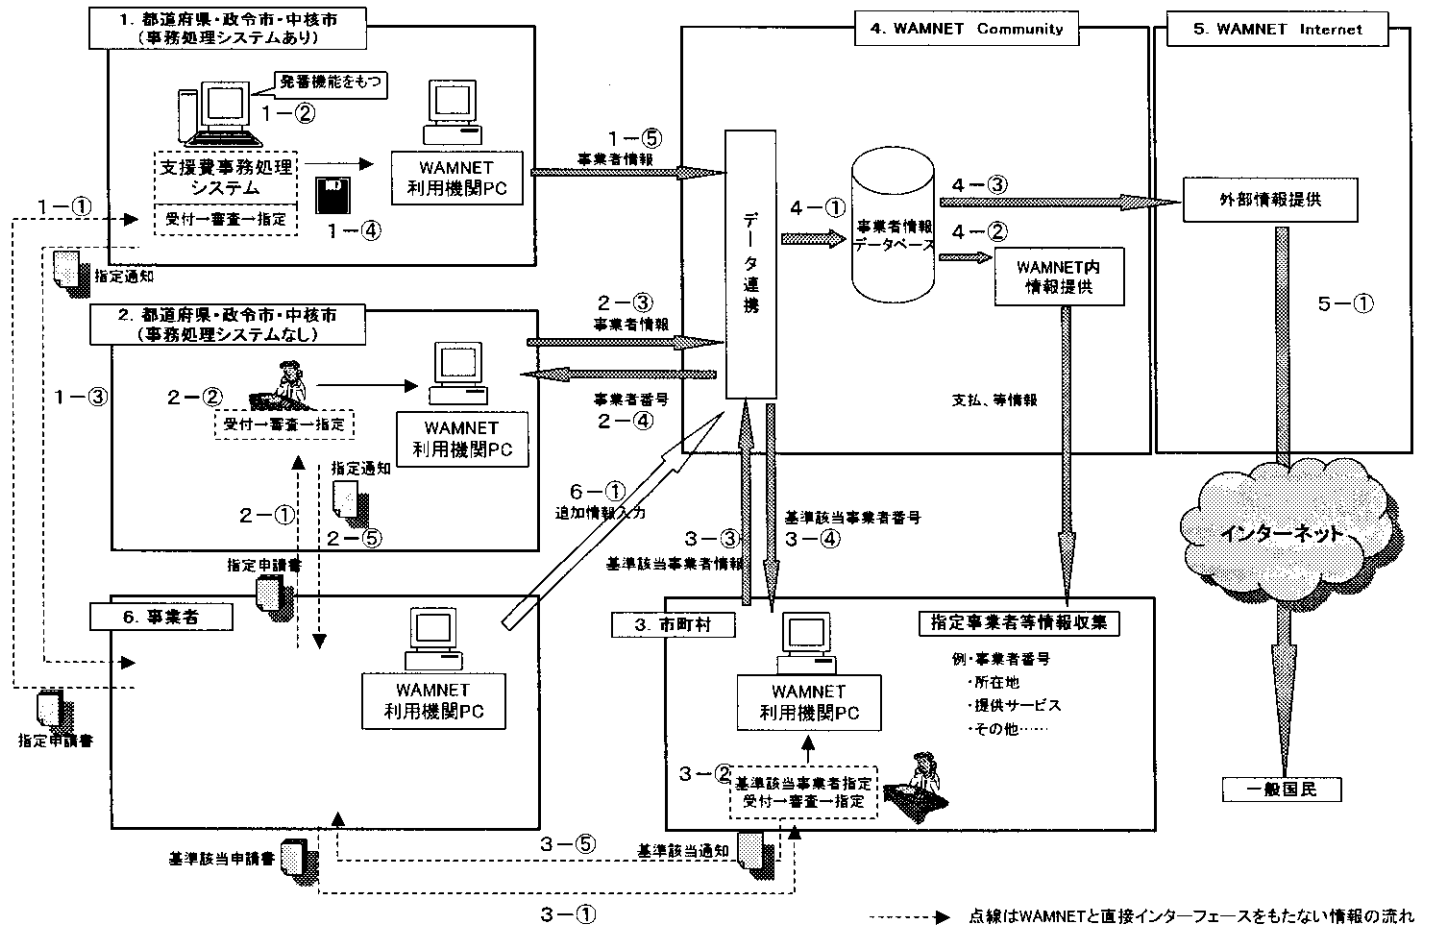 1. 都道府県・政令市・中核市
(事務処理システムあり)
発番機能をもつ
1－②
支援費事務処理
システム
受付→審査→指定
WAMNET
利用機関PC
1－④
1－①
指定通知
1－③
1－⑤
事業者情報
2. 都道府県・政令市・中核市
(事務処理システムなし)
2－②
受付→審査→指定
WAMNET
利用機関PC
2－③
事業者情報
事業者番号
2－④
指定通知
2－①
2－⑤
指定申請書
6－①
追加情報入力
4. WAMNET Community
データ連携
4－①
事業者情報
データベース
4－③
4－②
WAMNET内
情報提供
支払、等情報
5. WAMNET Internet
外部情報提供
5－①
インターネット
一般国民
3－③
基準該当事業者情報
基準該当事業者番号
3－④
6. 事業者
WAMNET
利用機関PC
指定申請書
3. 市町村
WAMNET
利用機関PC
指定事業者等情報収集
例・事業者番号
・所在地
・提供サービス
・その他……
3－②
基準該当事業者指定
受付→審査→指定
3－⑤
基準該当通知
基準該当申請書
3－①
点線はWAMNETと直接インターフェースをもたない情報の流れ